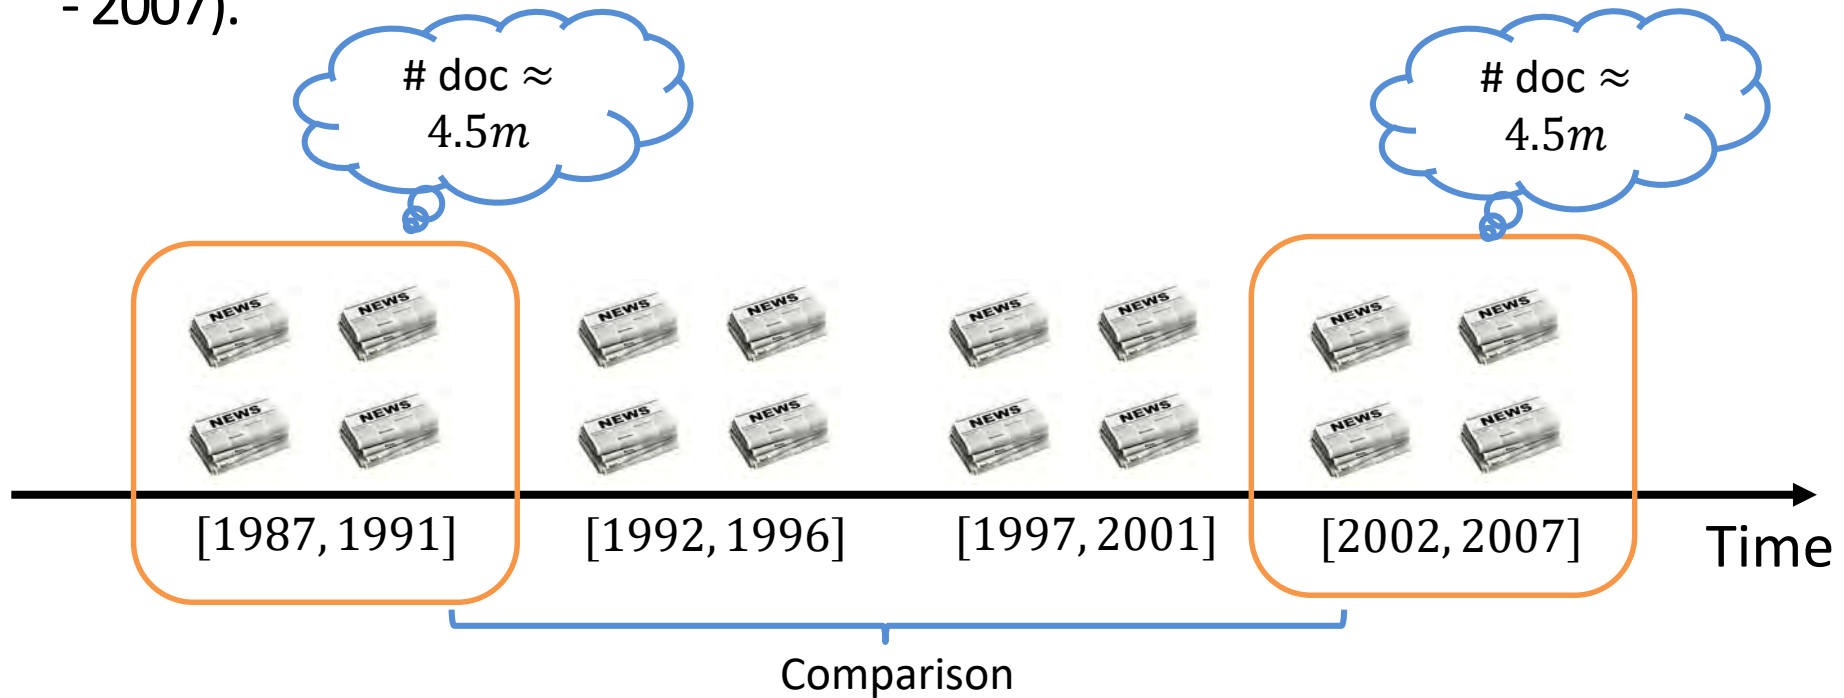 - 2007).
# doc ≈
4.5m
# doc ≈
4.5m
NEWS NEWS NEWS NEWS NEWS NEWS NEWS NEWS
NEWS NEWS NEWS NEWS NEWS NEWS NEWS NEWS
[1987, 1991] [1992, 1996] [1997, 2001] [2002, 2007] Time
Comparison